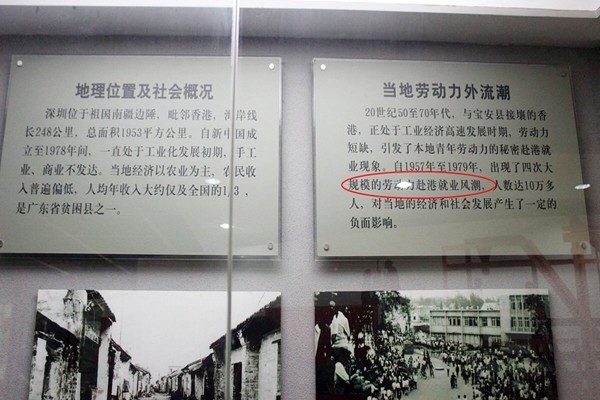 地理位置及社会概况
深圳位于祖国南疆边陲，毗邻香港，海岸线
长248公里，总面积1953平方公里。自新中国成
立至1978年间，一直处于工业化发展初期，手工
业、商业不发达。当地经济以农业为主，农民收
入普遍偏低，人均年收入大约仅及全国的1/3，
是广东省贫困县之一。
当地劳动力外流潮
20世纪50至70年代，与宝安县接壤的香
港，正处于工业经济高速发展时期，劳动力
短缺，引发了本地青年劳动力的秘密赴港就
业现象。自1957年至1979年，出现了四次大
规模的劳动力赴港就业风潮，人数达10万多
人，对当地的经济和社会发展产生了一定的
负面影响。